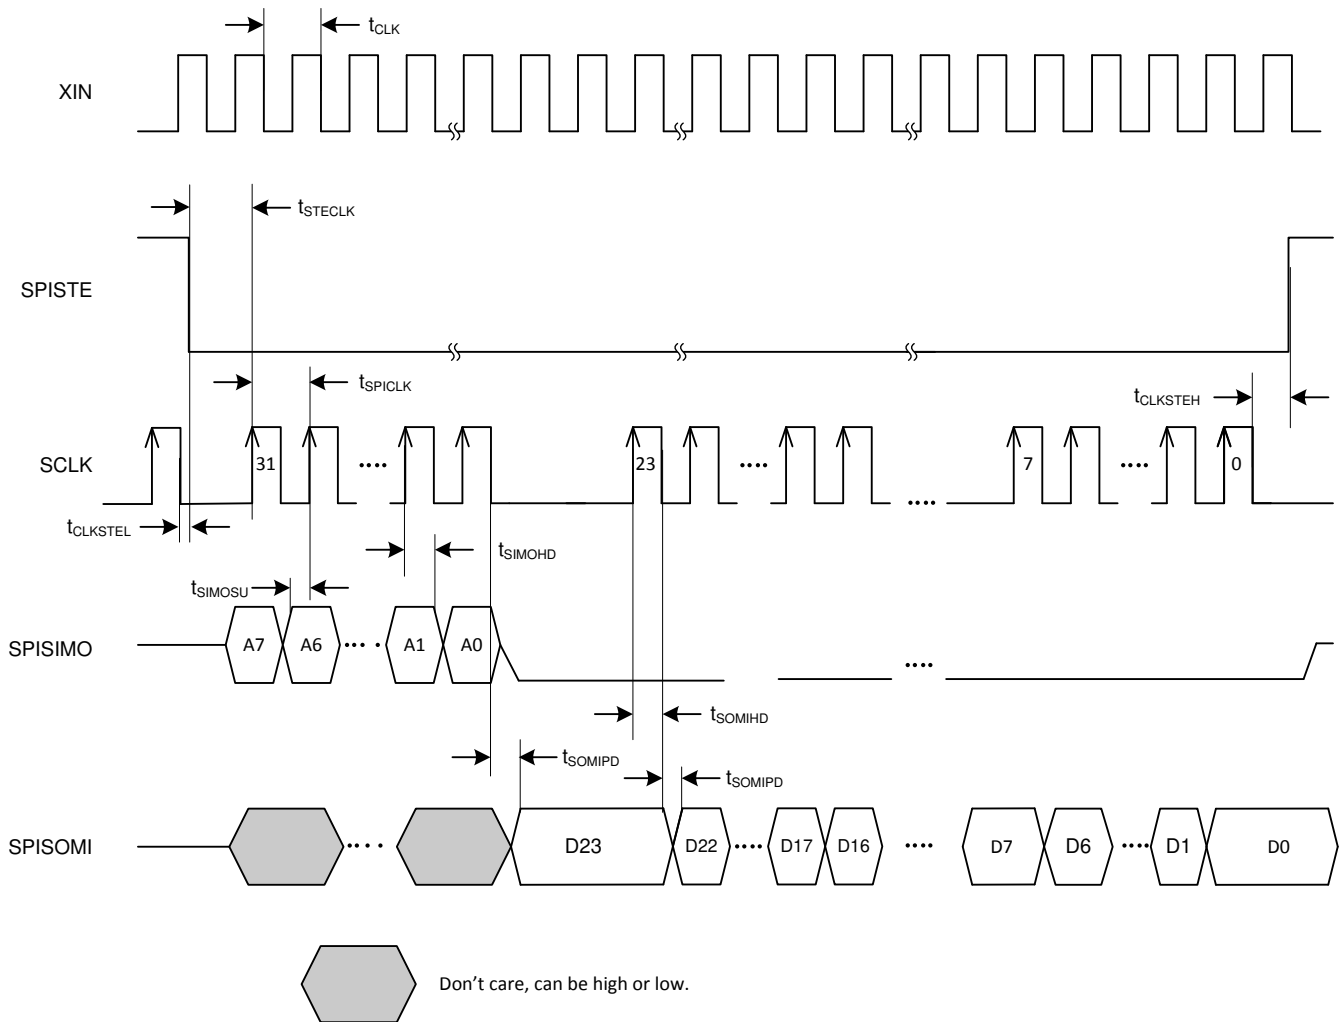 tCLK
XIN
tSTECLK
SPISTE
tSPICLK
tCLKSTEH
SCLK
31
....
23
....
....
7
....
0
tCLKSTEL
tSIMOHD
tSIMOSU
SPISIMO
A7
A6
....
A1
A0
....
tSOMIHD
tSOMIPD
tSOMIPD
SPISOMI
....
D23
D22
....
D17
D16
....
D7
D6
....
D1
D0
Don’t care, can be high or low.